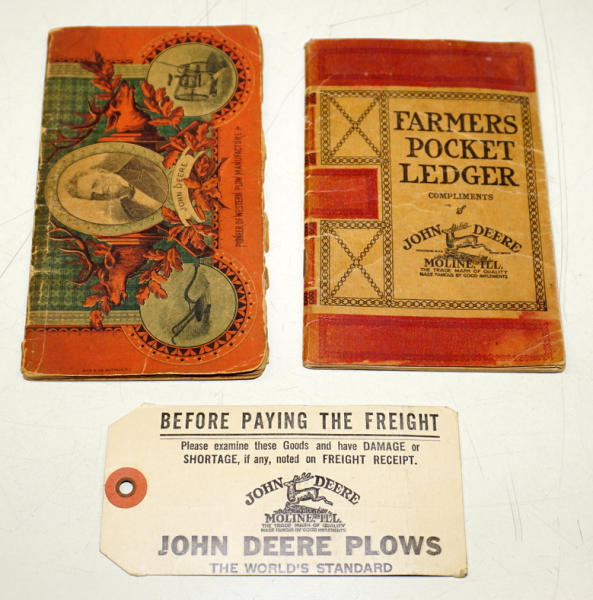 JOHN DEERE
PIONEER OF WESTERN PLOW MANUFACTURE
FARMERS
POCKET
LEDGER
COMPLIMENTS
of
JOHN DEERE
MOLINE, ILL.
THE TRADE MARK OF QUALITY
MADE FAMOUS BY GOOD IMPLEMENTS
BEFORE PAYING THE FREIGHT
Please examine these Goods and have DAMAGE or
SHORTAGE, if any, noted on FREIGHT RECEIPT.
JOHN DEERE
MOLINE, ILL.
THE TRADE MARK OF QUALITY
MADE FAMOUS BY GOOD IMPLEMENTS
JOHN DEERE PLOWS
THE WORLD'S STANDARD